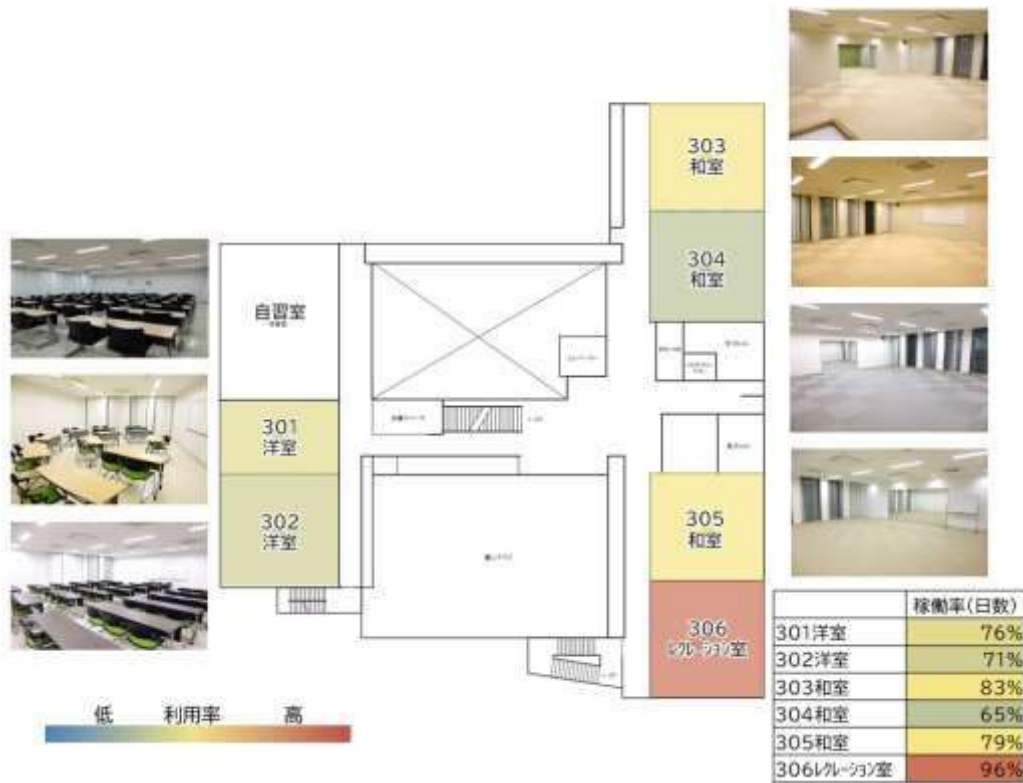 303
和室
304
和室
自習室
301
洋室
302
洋室
305
和室
306
レクレーション室
低 利用率 高
稼働率(日数)
301洋室 76%
302洋室 71%
303和室 83%
304和室 65%
305和室 79%
306レクレーション室 96%